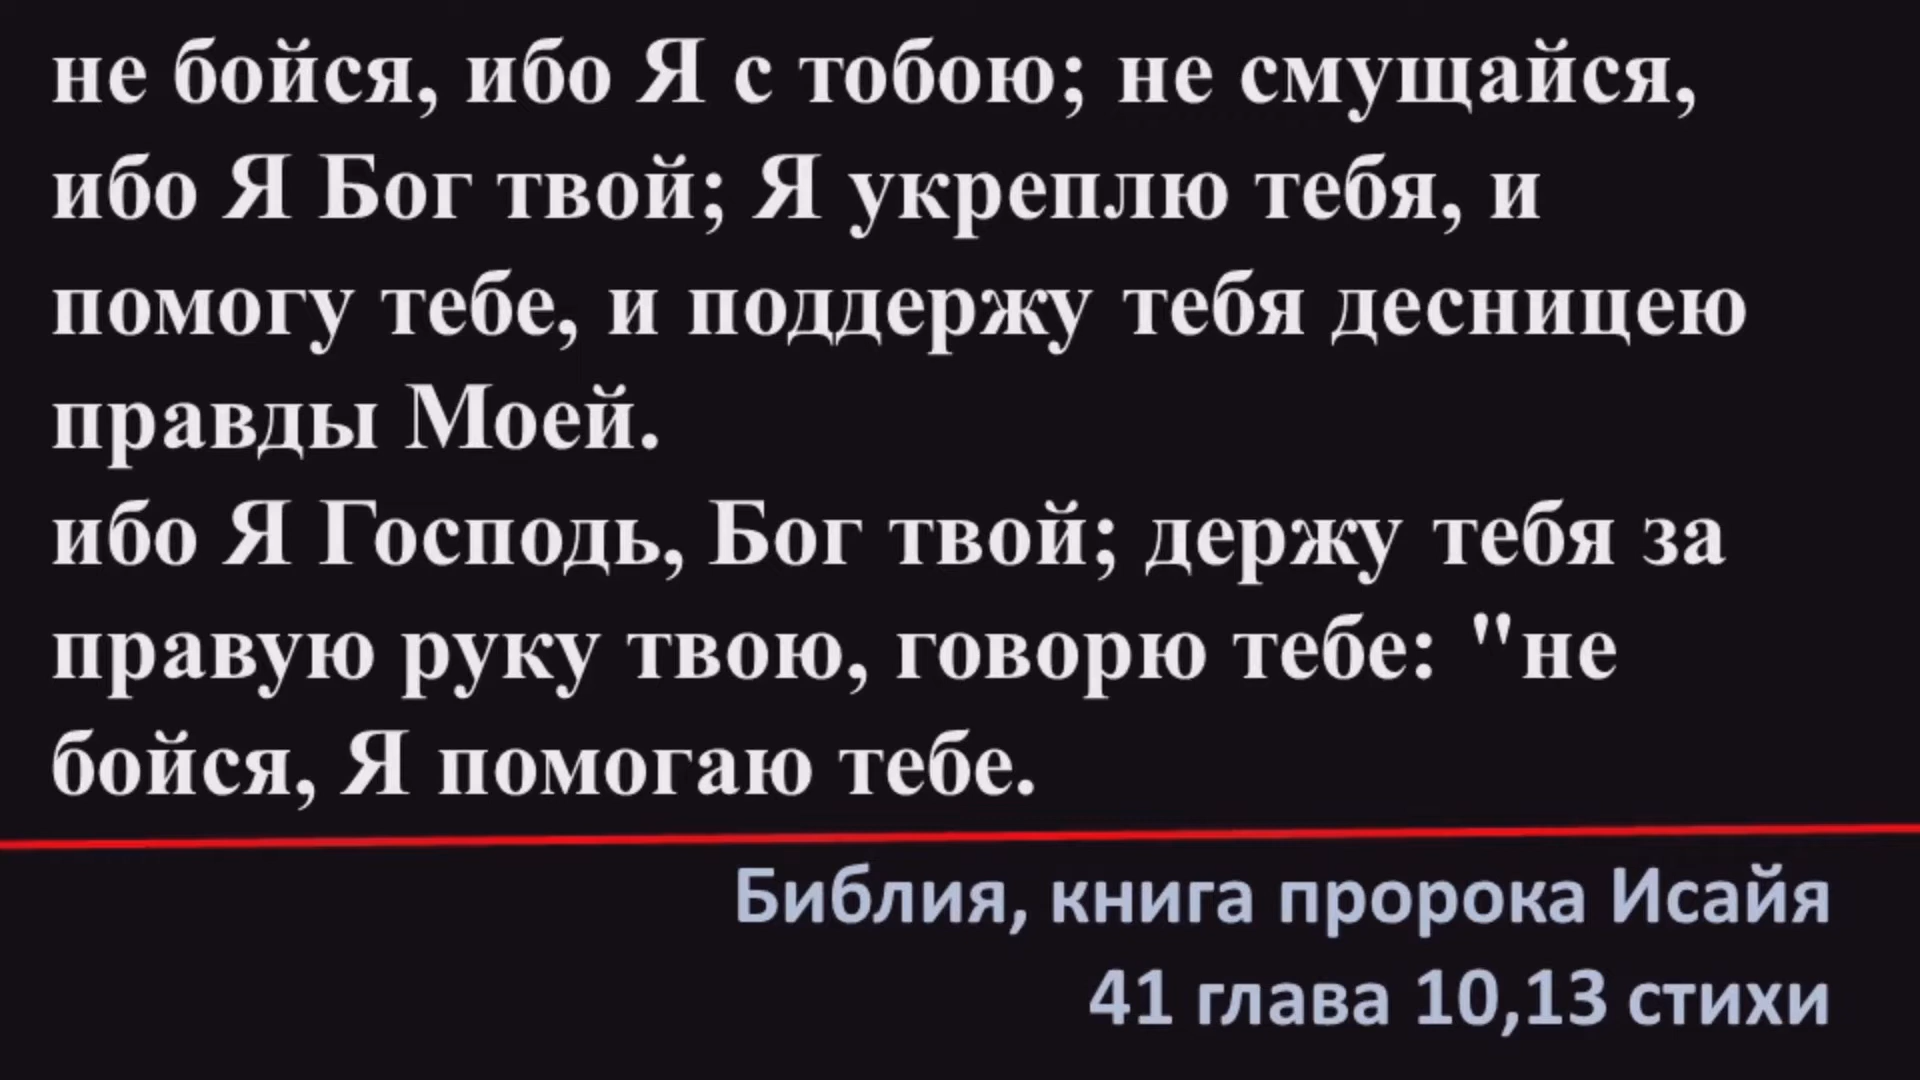 не бойся, ибо Я с тобою; не смущайся,
ибо Я Бог твой; Я укреплю тебя, и
помогу тебе, и поддержу тебя десницею
правды Моей.
ибо Я Господь, Бог твой; держу тебя за
правую руку твою, говорю тебе: "не
бойся, Я помогаю тебе.
Библия, книга пророка Исайя
41 глава 10,13 стихи